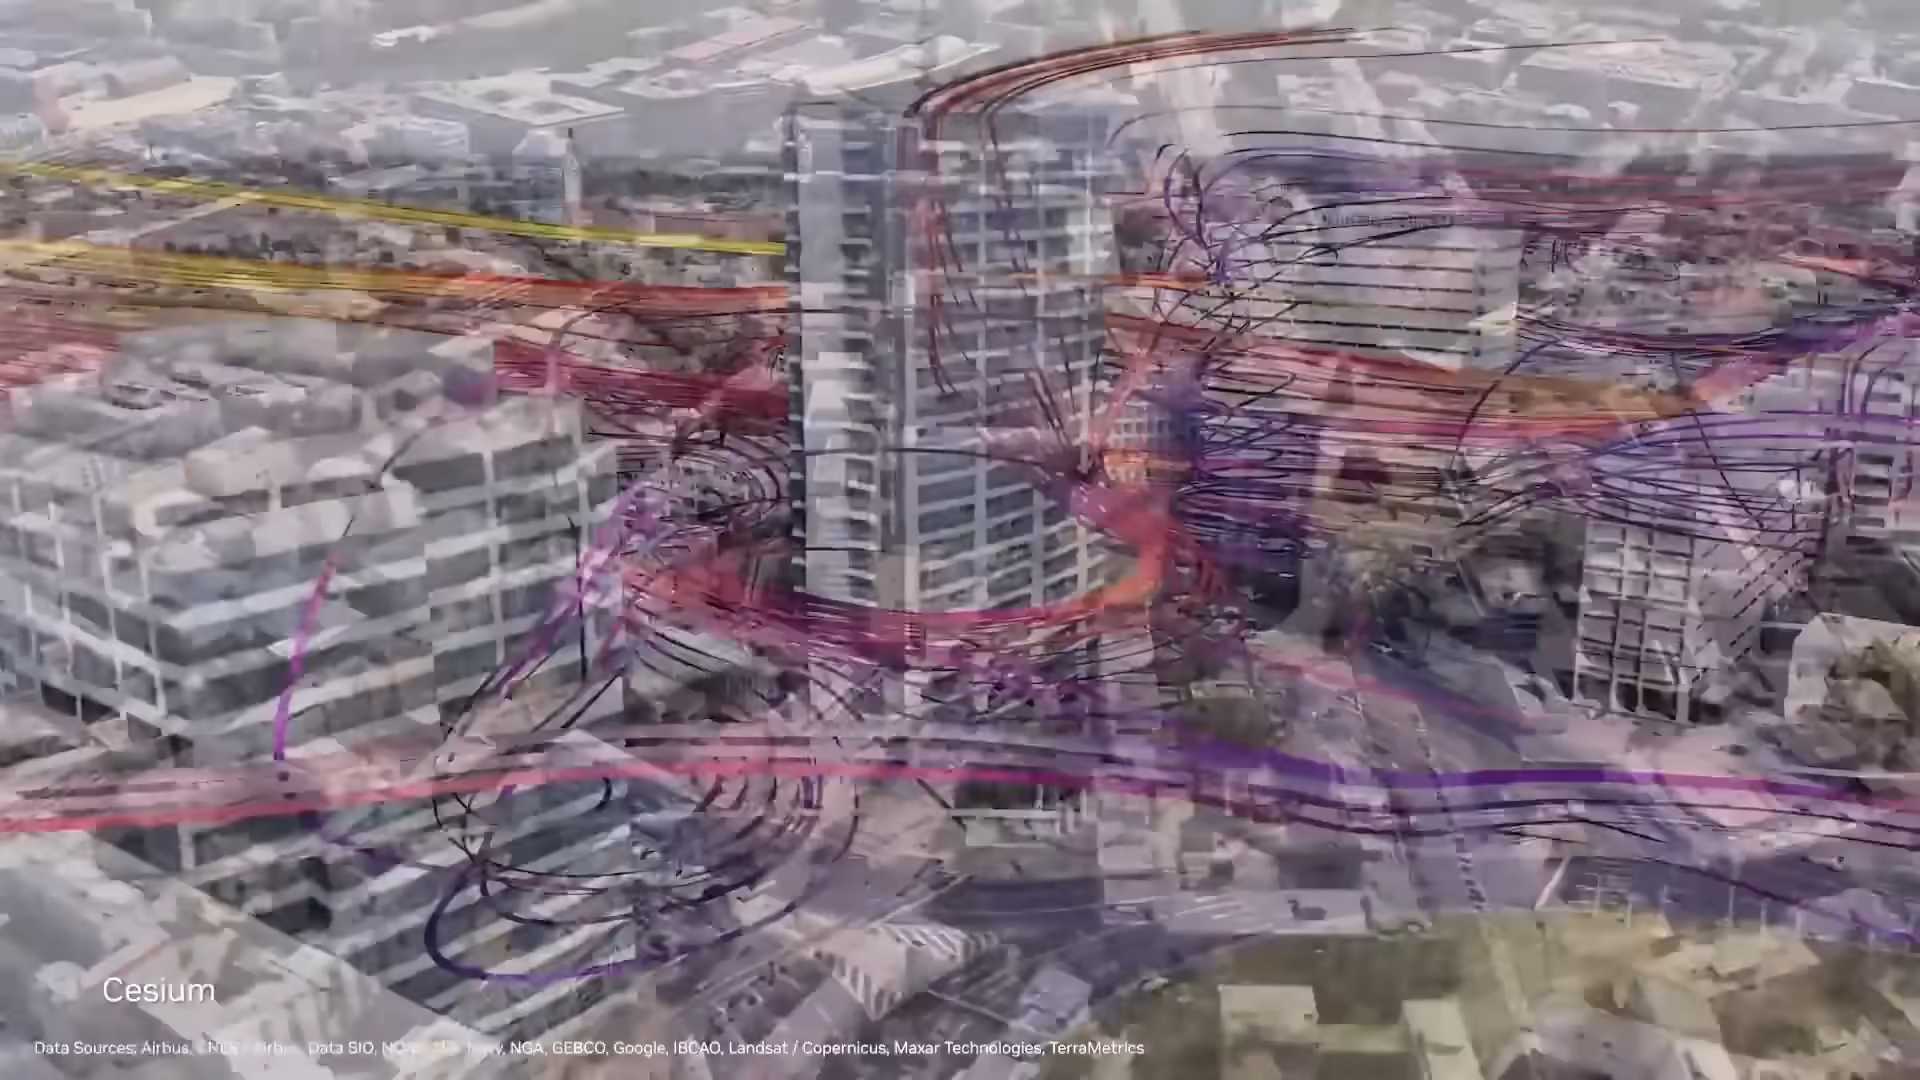 Cesium
Data Sources: Airbus, Data SIO, NGA, GEBCO, Google, IBCAO, Landsat / Copernicus, Maxar Technologies, TerraMetrics